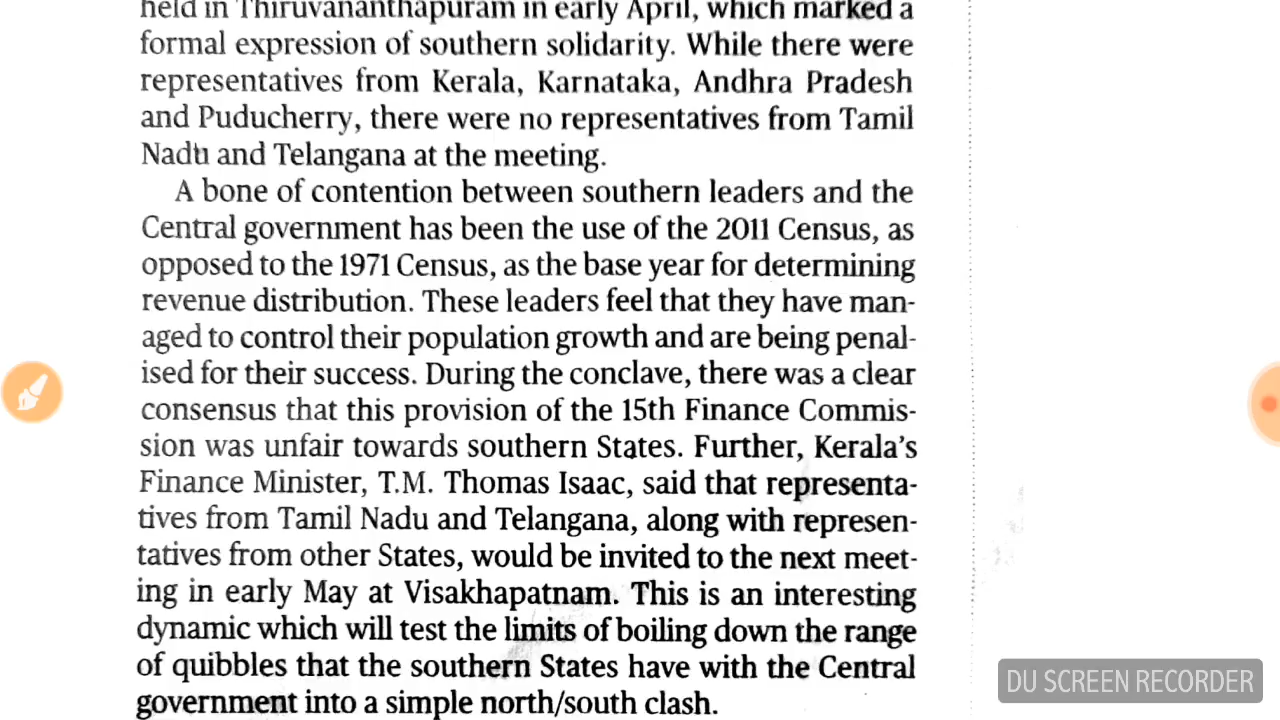 held in Thiruvananthapuram in early April, which marked a
formal expression of southern solidarity. While there were
representatives from Kerala, Karnataka, Andhra Pradesh
and Puducherry, there were no representatives from Tamil
Nadu and Telangana at the meeting.
A bone of contention between southern leaders and the
Central government has been the use of the 2011 Census, as
opposed to the 1971 Census, as the base year for determining
revenue distribution. These leaders feel that they have man-
aged to control their population growth and are being penal-
ised for their success. During the conclave, there was a clear
consensus that this provision of the 15th Finance Commis-
sion was unfair towards southern States. Further, Kerala's
Finance Minister, T.M. Thomas Isaac, said that representa-
tives from Tamil Nadu and Telangana, along with represen-
tatives from other States, would be invited to the next meet-
ing in early May at Visakhapatnam. This is an interesting
dynamic which will test the limits of boiling down the range
of quibbles that the southern States have with the Central
government into a simple north/south clash.
DU SCREEN RECORDER